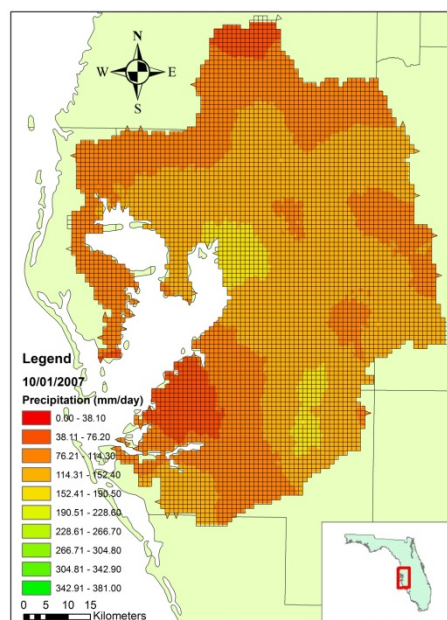 N
W E
S
Legend
10/01/2007
Precipitation (mm/day)
0.00 - 38.10
38.11 - 76.20
76.21 - 114.30
114.31 - 152.40
152.41 - 190.50
190.51 - 228.60
228.61 - 266.70
266.71 - 304.80
304.81 - 342.90
342.91 - 381.00
0 5 10 15
Kilometers